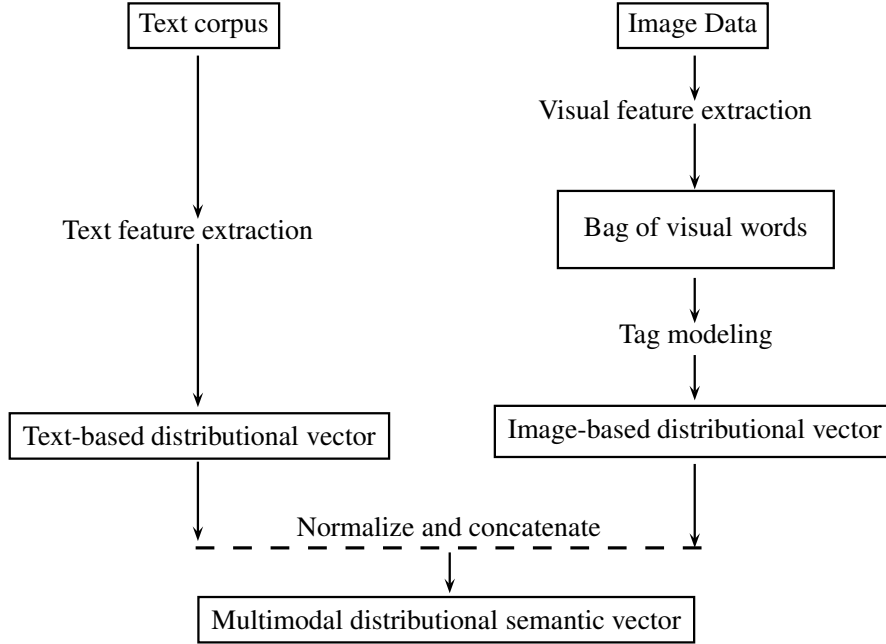 Text corpus
Image Data
Visual feature extraction
Text feature extraction
Bag of visual words
Tag modeling
Text-based distributional vector
Image-based distributional vector
Normalize and concatenate
Multimodal distributional semantic vector